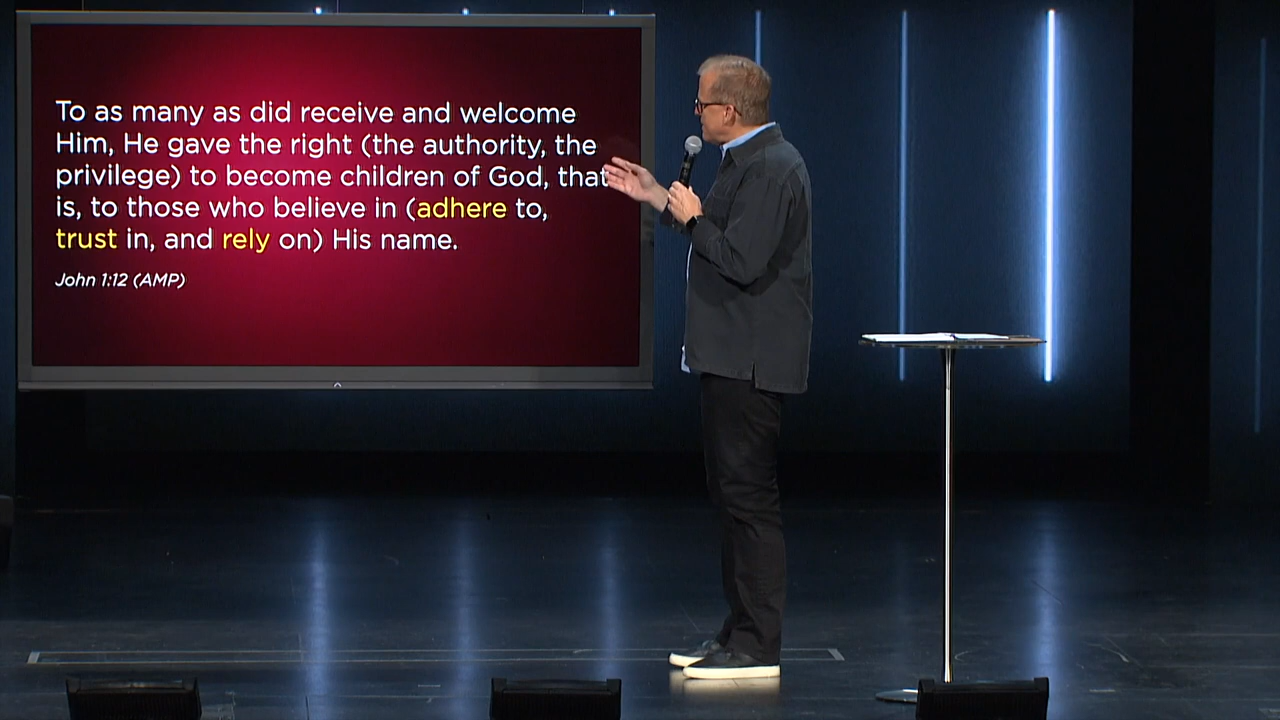 To as many as did receive and welcome
Him, He gave the right (the authority, the
privilege) to become children of God, that
is, to those who believe in (adhere to,
trust in, and rely on) His name.
John 1:12 (AMP)